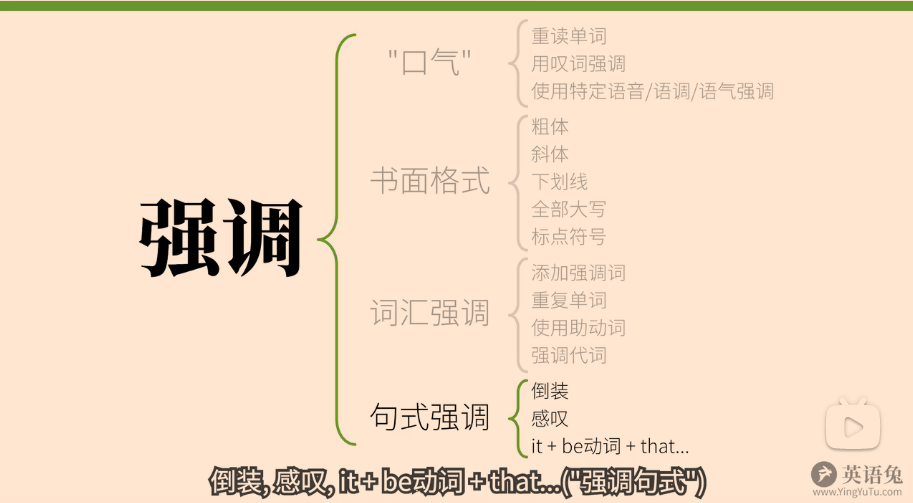 强调
"口气"
重读单词
用叹词强调
使用特定语音/语调/语气强调
书面格式
粗体
斜体
下划线
全部大写
标点符号
词汇强调
添加强调词
重复单词
使用助动词
强调代词
句式强调
倒装
感叹
it + be动词 + that...
倒装, 感叹, it + be动词 + that...("强调句式")
英语兔
www.YingYuTu.com